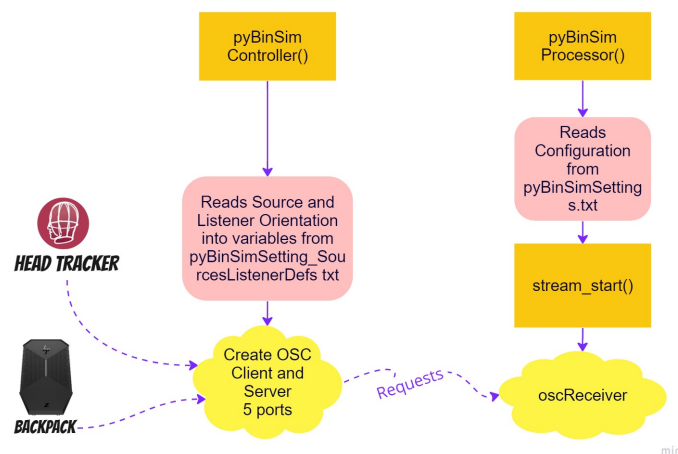 pyBinSim
Controller()
pyBinSim
Processor()
Reads
Configuration
from
pyBinSimSetting
s.txt
Reads Source and
Listener Orientation
into variables from
pyBinSimSetting_Sou
rcesListenerDefs txt
HEAD TRACKER
stream_start()
Create OSC
Client and
Server
5 ports
Requests
oscReceiver
BACKPACK